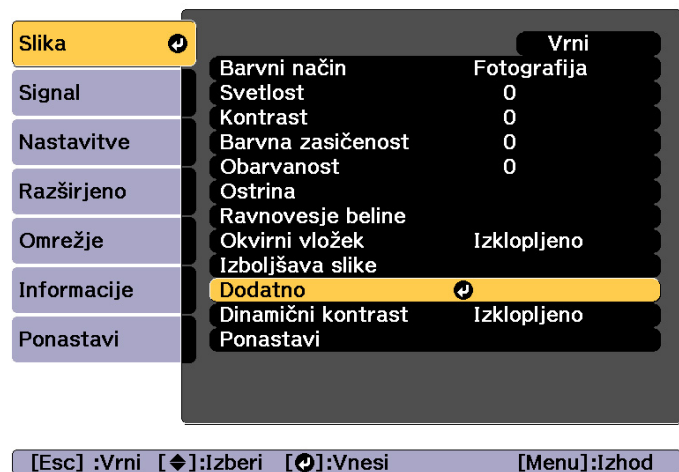 Slika
Signal
Nastavitve
Razširjeno
Omrežje
Informacije
Ponastavi
Vrni
Barvni način Fotografija
Svetlost 0
Kontrast 0
Barvna zasičenost 0
Obarvanost 0
Ostrina
Ravnovesje beline
Okvirni vložek Izklopljeno
Izboljšava slike
Dodatno
Dinamični kontrast Izklopljeno
Ponastavi
[Esc] :Vrni [◆]:Izberi [↵]:Vnesi [Menu]:Izhod